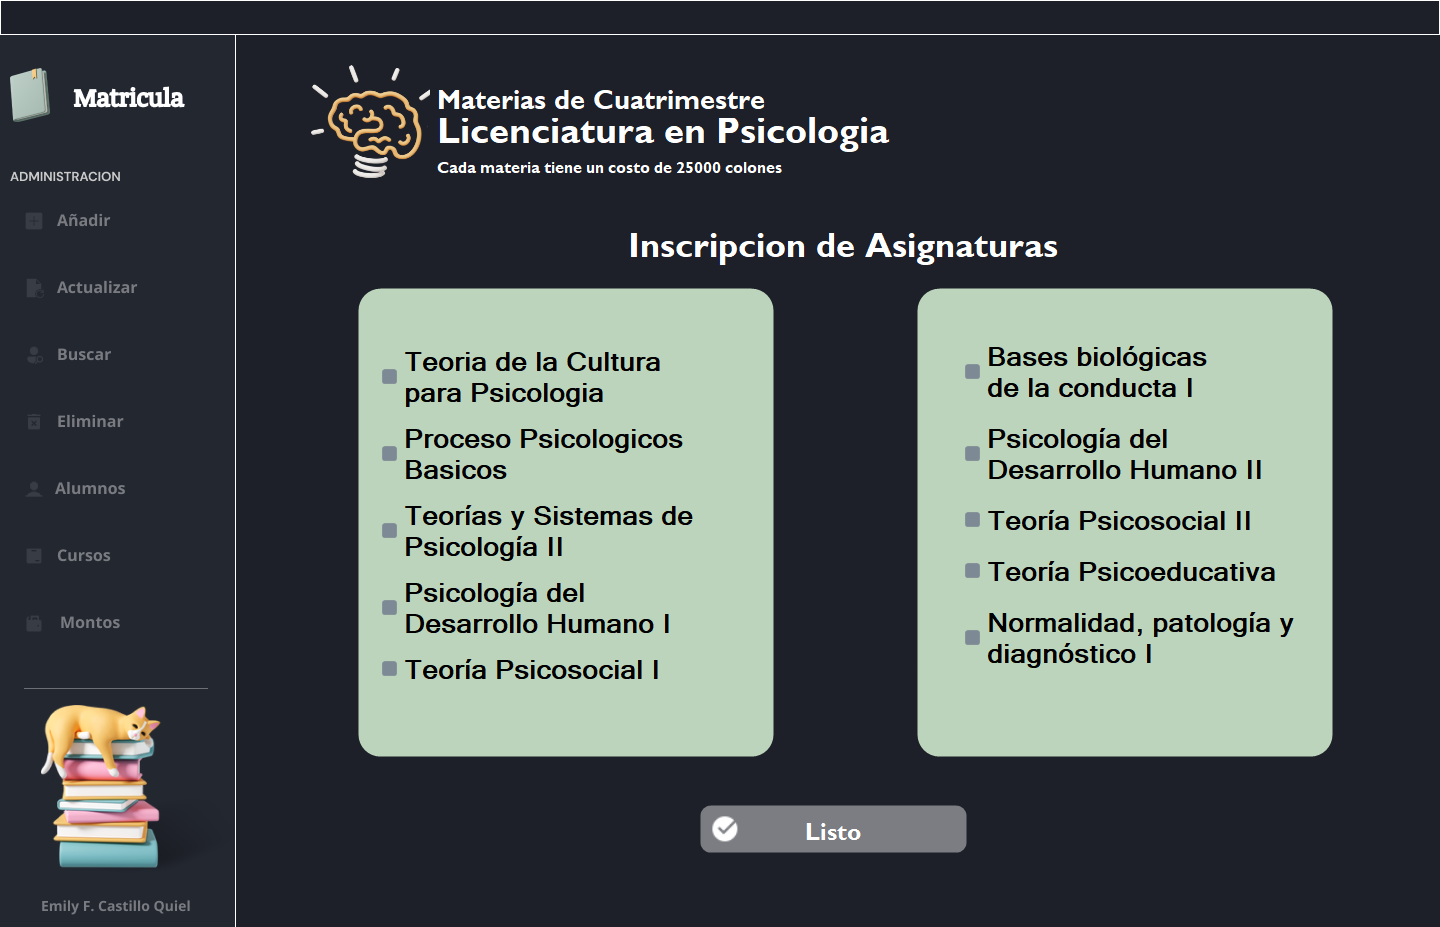 Matricula
ADMINISTRACION
Añadir
Actualizar
Buscar
Eliminar
Alumnos
Cursos
Montos
Emily F. Castillo Quiel
Materias de Cuatrimestre
Licenciatura en Psicologia
Cada materia tiene un costo de 25000 colones
Inscripcion de Asignaturas
Teoria de la Cultura
para Psicologia
Proceso Psicologicos
Basicos
Teorías y Sistemas de
Psicología II
Psicología del
Desarrollo Humano I
Teoría Psicosocial I
Bases biológicas
de la conducta I
Psicología del
Desarrollo Humano II
Teoría Psicosocial II
Teoría Psicoeducativa
Normalidad, patología y
diagnóstico I
Listo